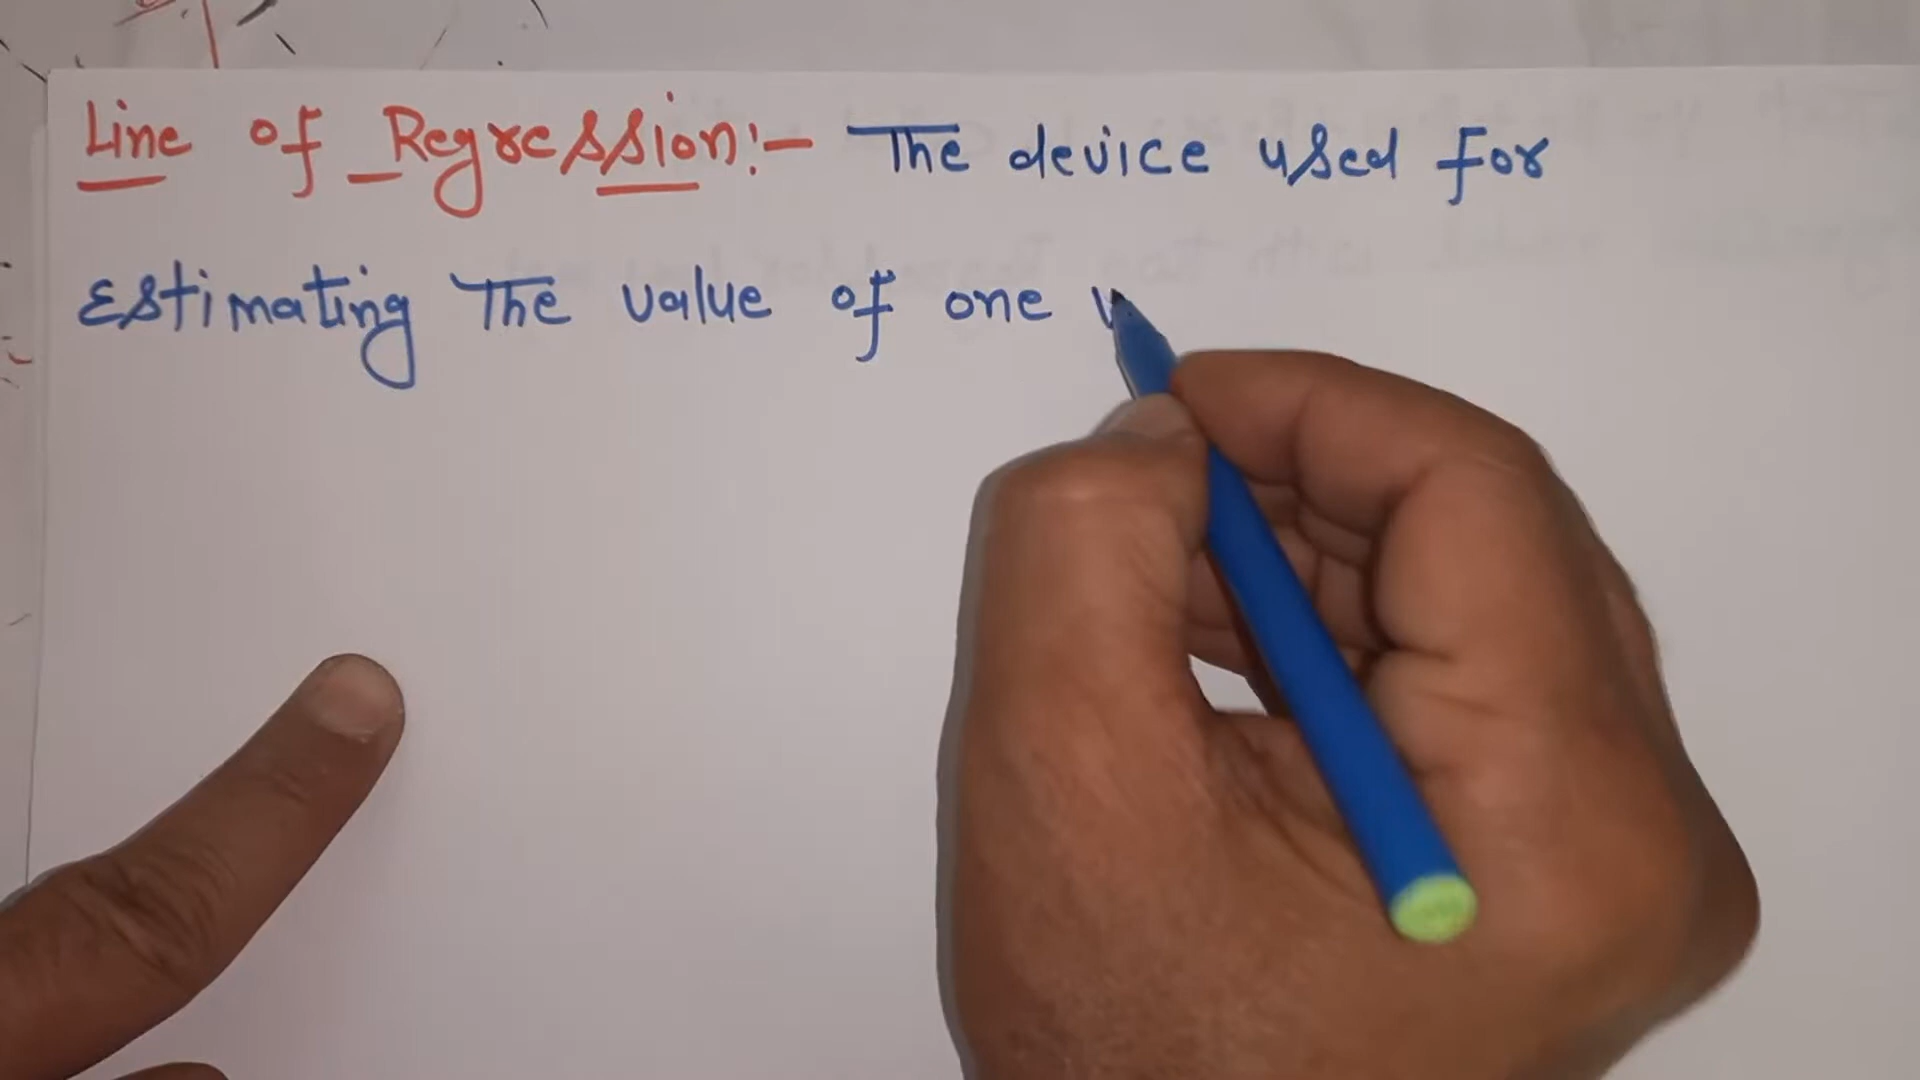 Line of Regression:- The device used for
Estimating The value of one